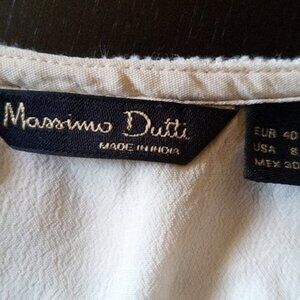 Massimo Dutti
MADE IN INDIA
EUR 40
USA 8
MEX 30